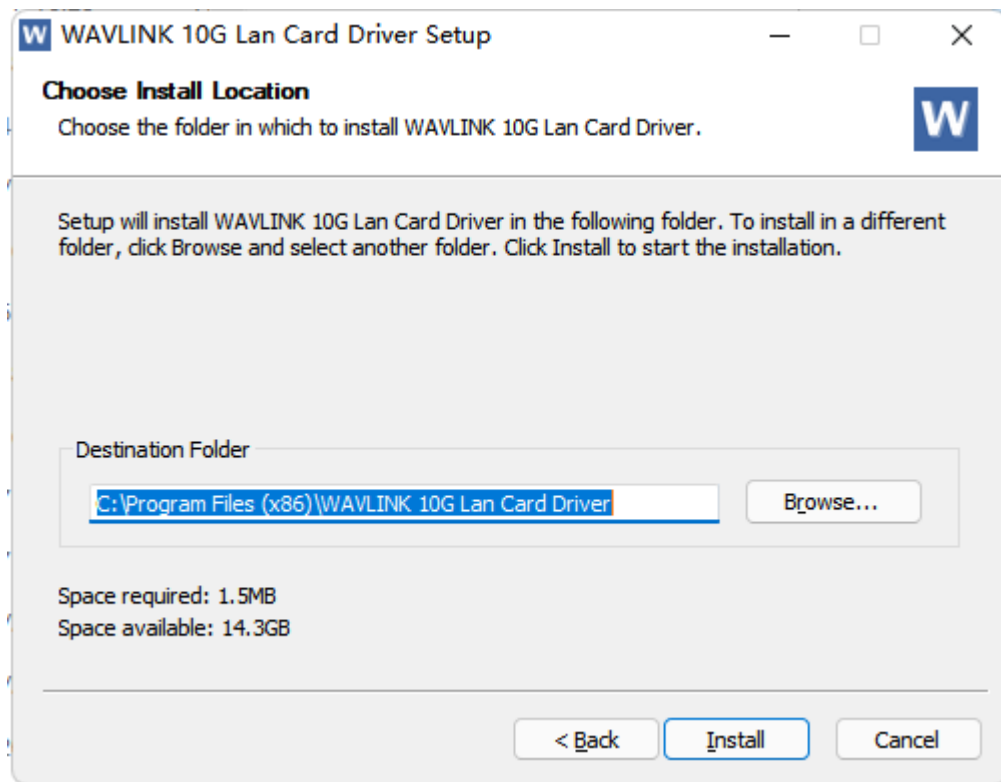 W WAVLINK 10G Lan Card Driver Setup
Choose Install Location
Choose the folder in which to install WAVLINK 10G Lan Card Driver.
W
Setup will install WAVLINK 10G Lan Card Driver in the following folder. To install in a different
folder, click Browse and select another folder. Click Install to start the installation.
Destination Folder
C:\Program Files (x86)\WAVLINK 10G Lan Card Driver
Browse...
Space required: 1.5MB
Space available: 14.3GB
< Back
Install
Cancel